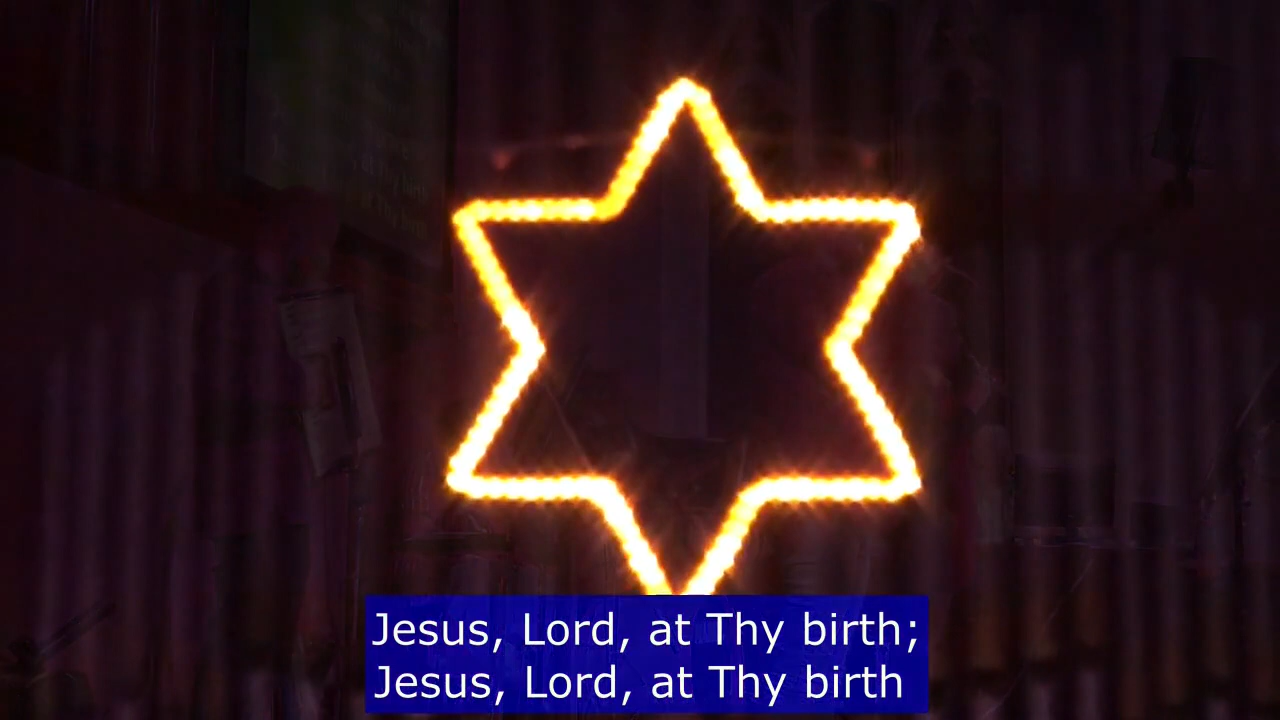 Jesus, Lord, at Thy birth;
Jesus, Lord, at Thy birth